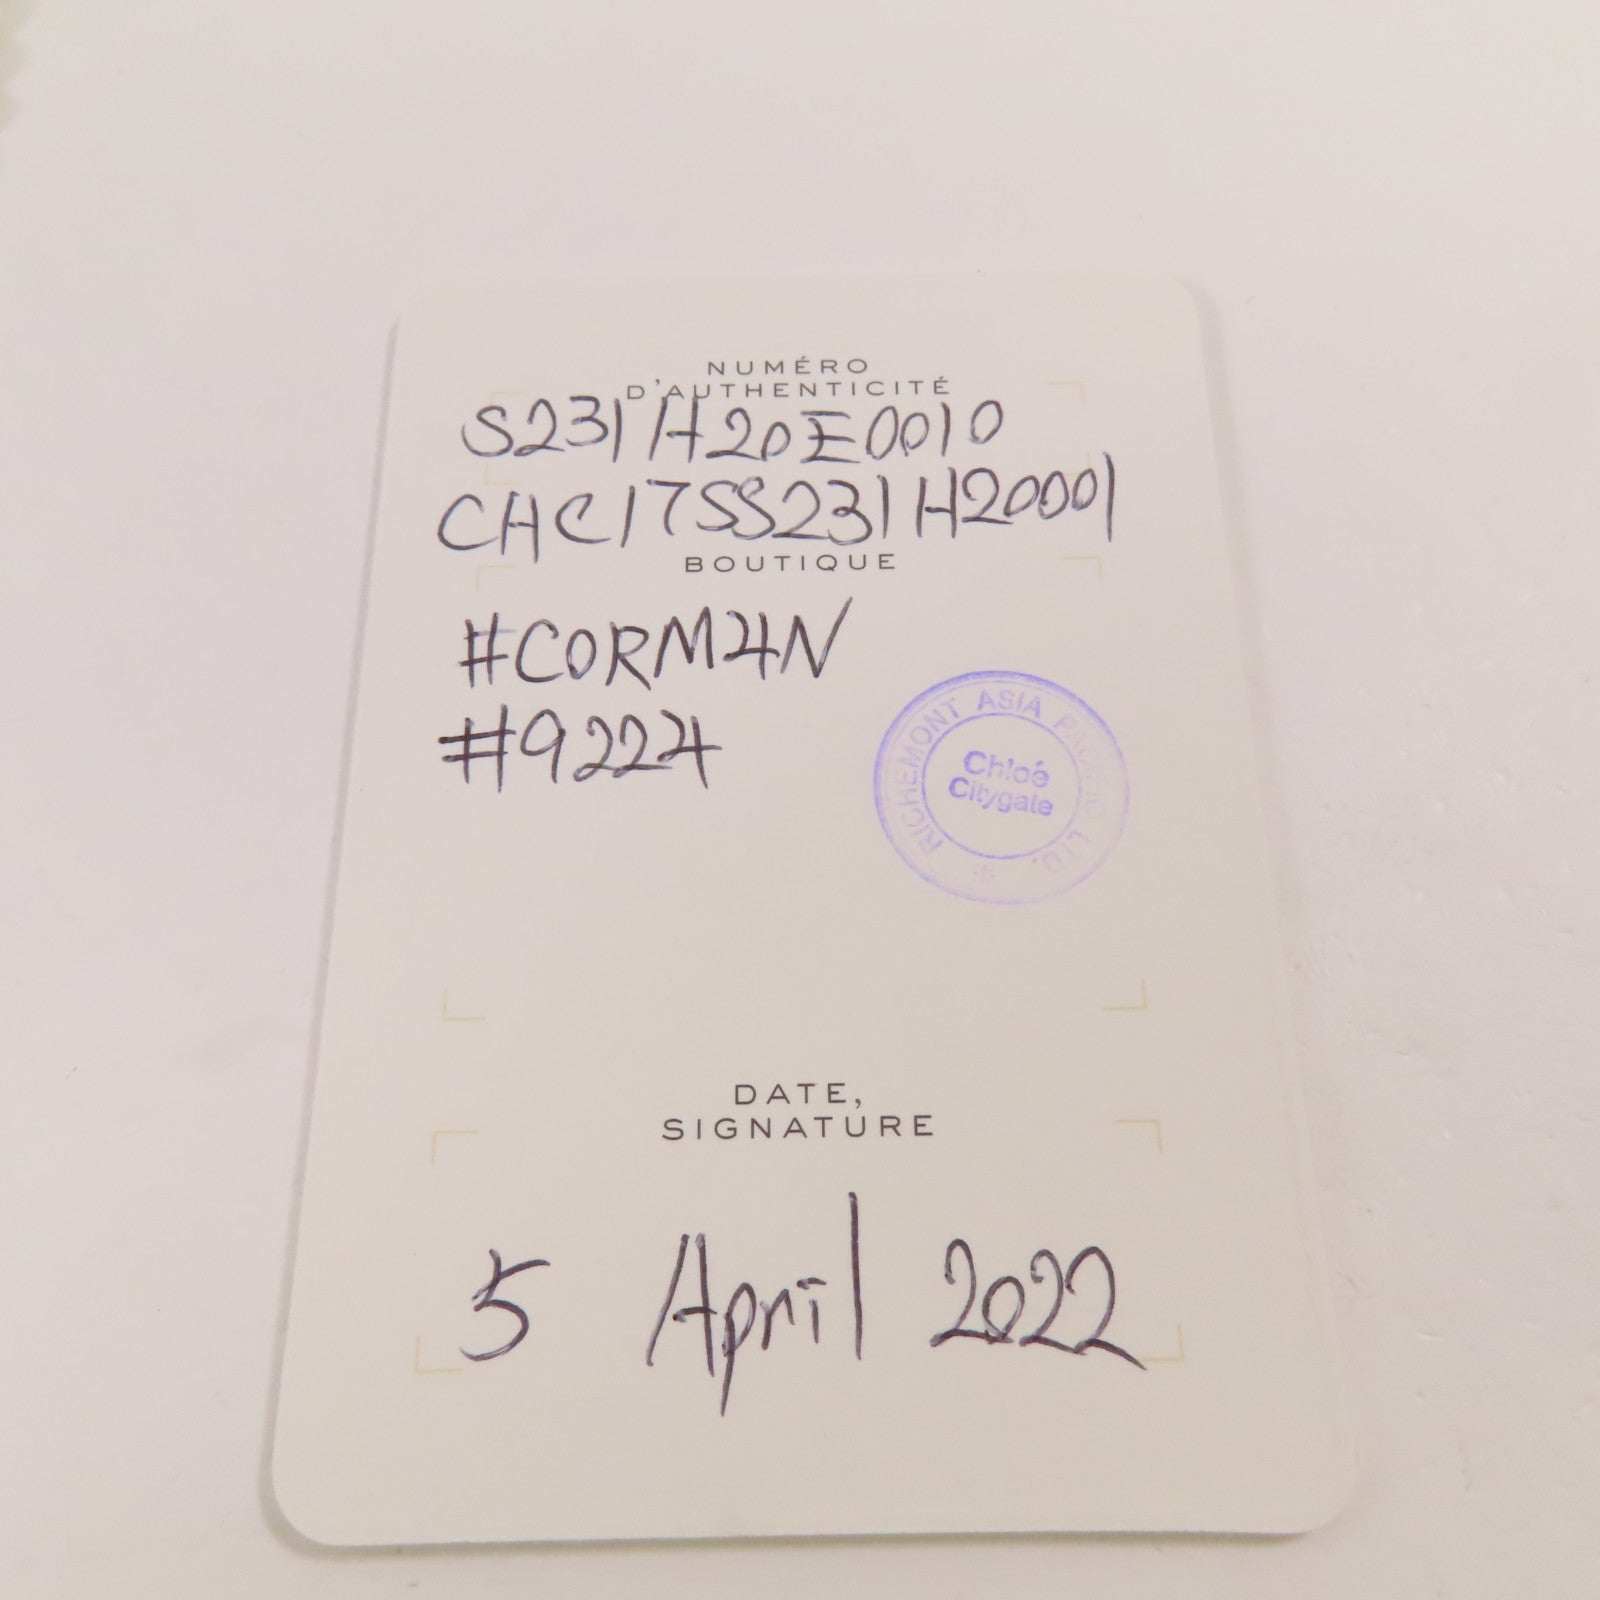 NUMÉRO
D'AUTHENTICITÉ
S231H20E0010
CHC17SS231H20001
BOUTIQUE
#CORM4N
#9224
RICHEMONT ASIA PACIFIC LTD.
Chloé
Citygate
*
DATE,
SIGNATURE
5 April 2022